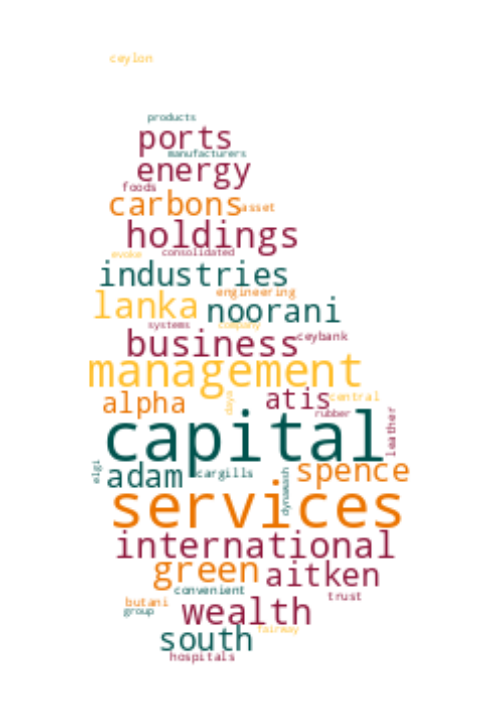 ceylon
products
ports
manufacturers
energy
foods
carbons asset
holdings
evoke consolidated
industries
engineering
lanka noorani
systems company
business ceybank
management
alpha daya atis central
rubber
capital leather
elgi adam cargills dynawash spence
services
international
green aitken
convenient
butani trust
group wealth
south fairway
hospitals